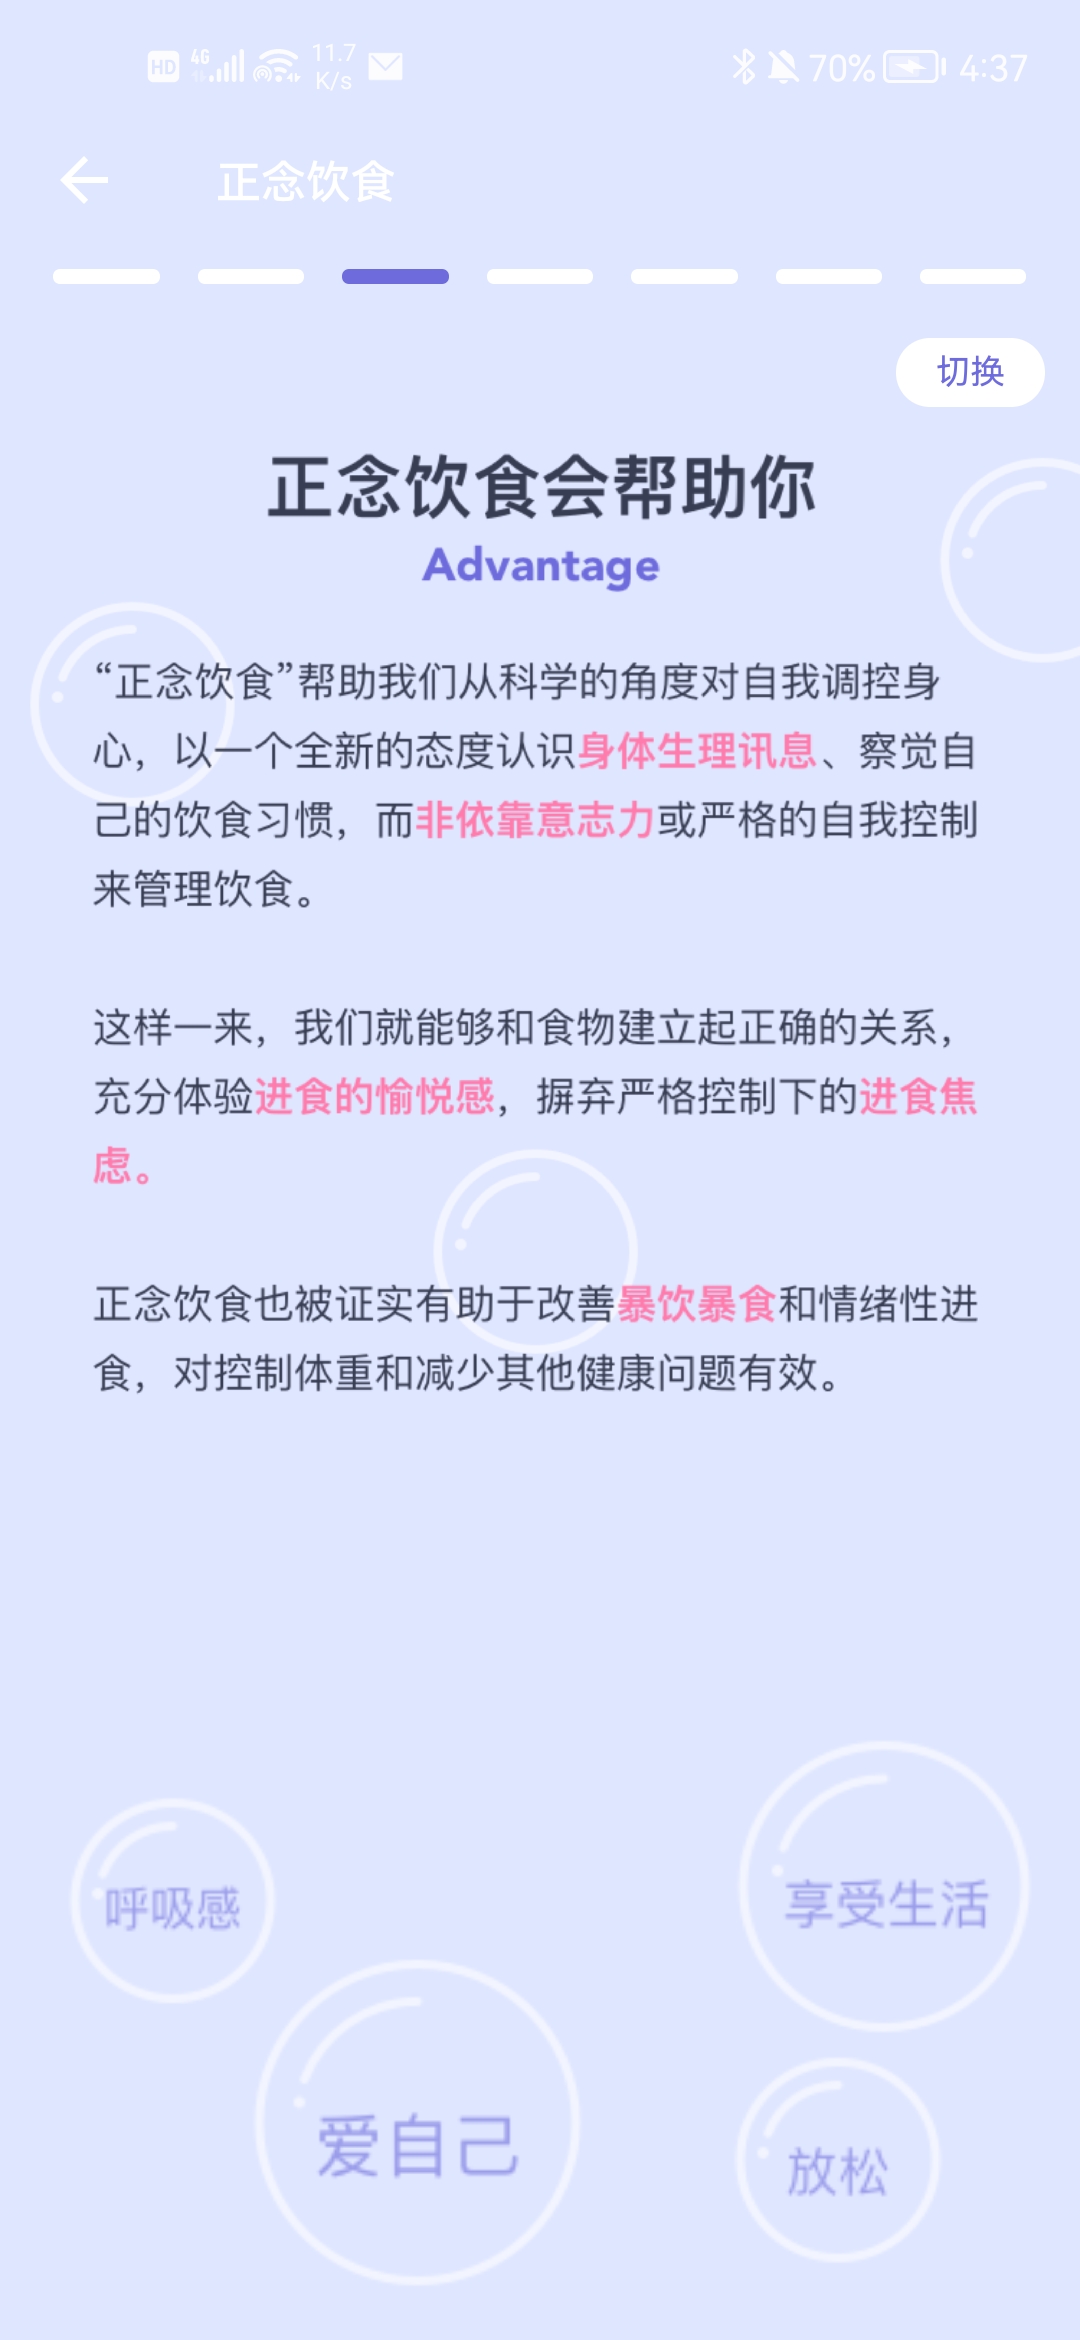 HD 4G 11.7 K/s 70% 4:37
正念饮食
切换
正念饮食会帮助你
Advantage
“正念饮食”帮助我们从科学的角度对自我调控身
心，以一个全新的态度认识身体生理讯息、察觉自
己的饮食习惯，而非依靠意志力或严格的自我控制
来管理饮食。
这样一来，我们就能够和食物建立起正确的关系，
充分体验进食的愉悦感，摒弃严格控制下的进食焦
虑。
正念饮食也被证实有助于改善暴饮暴食和情绪性进
食，对控制体重和减少其他健康问题有效。
呼吸感
享受生活
爱自己
放松